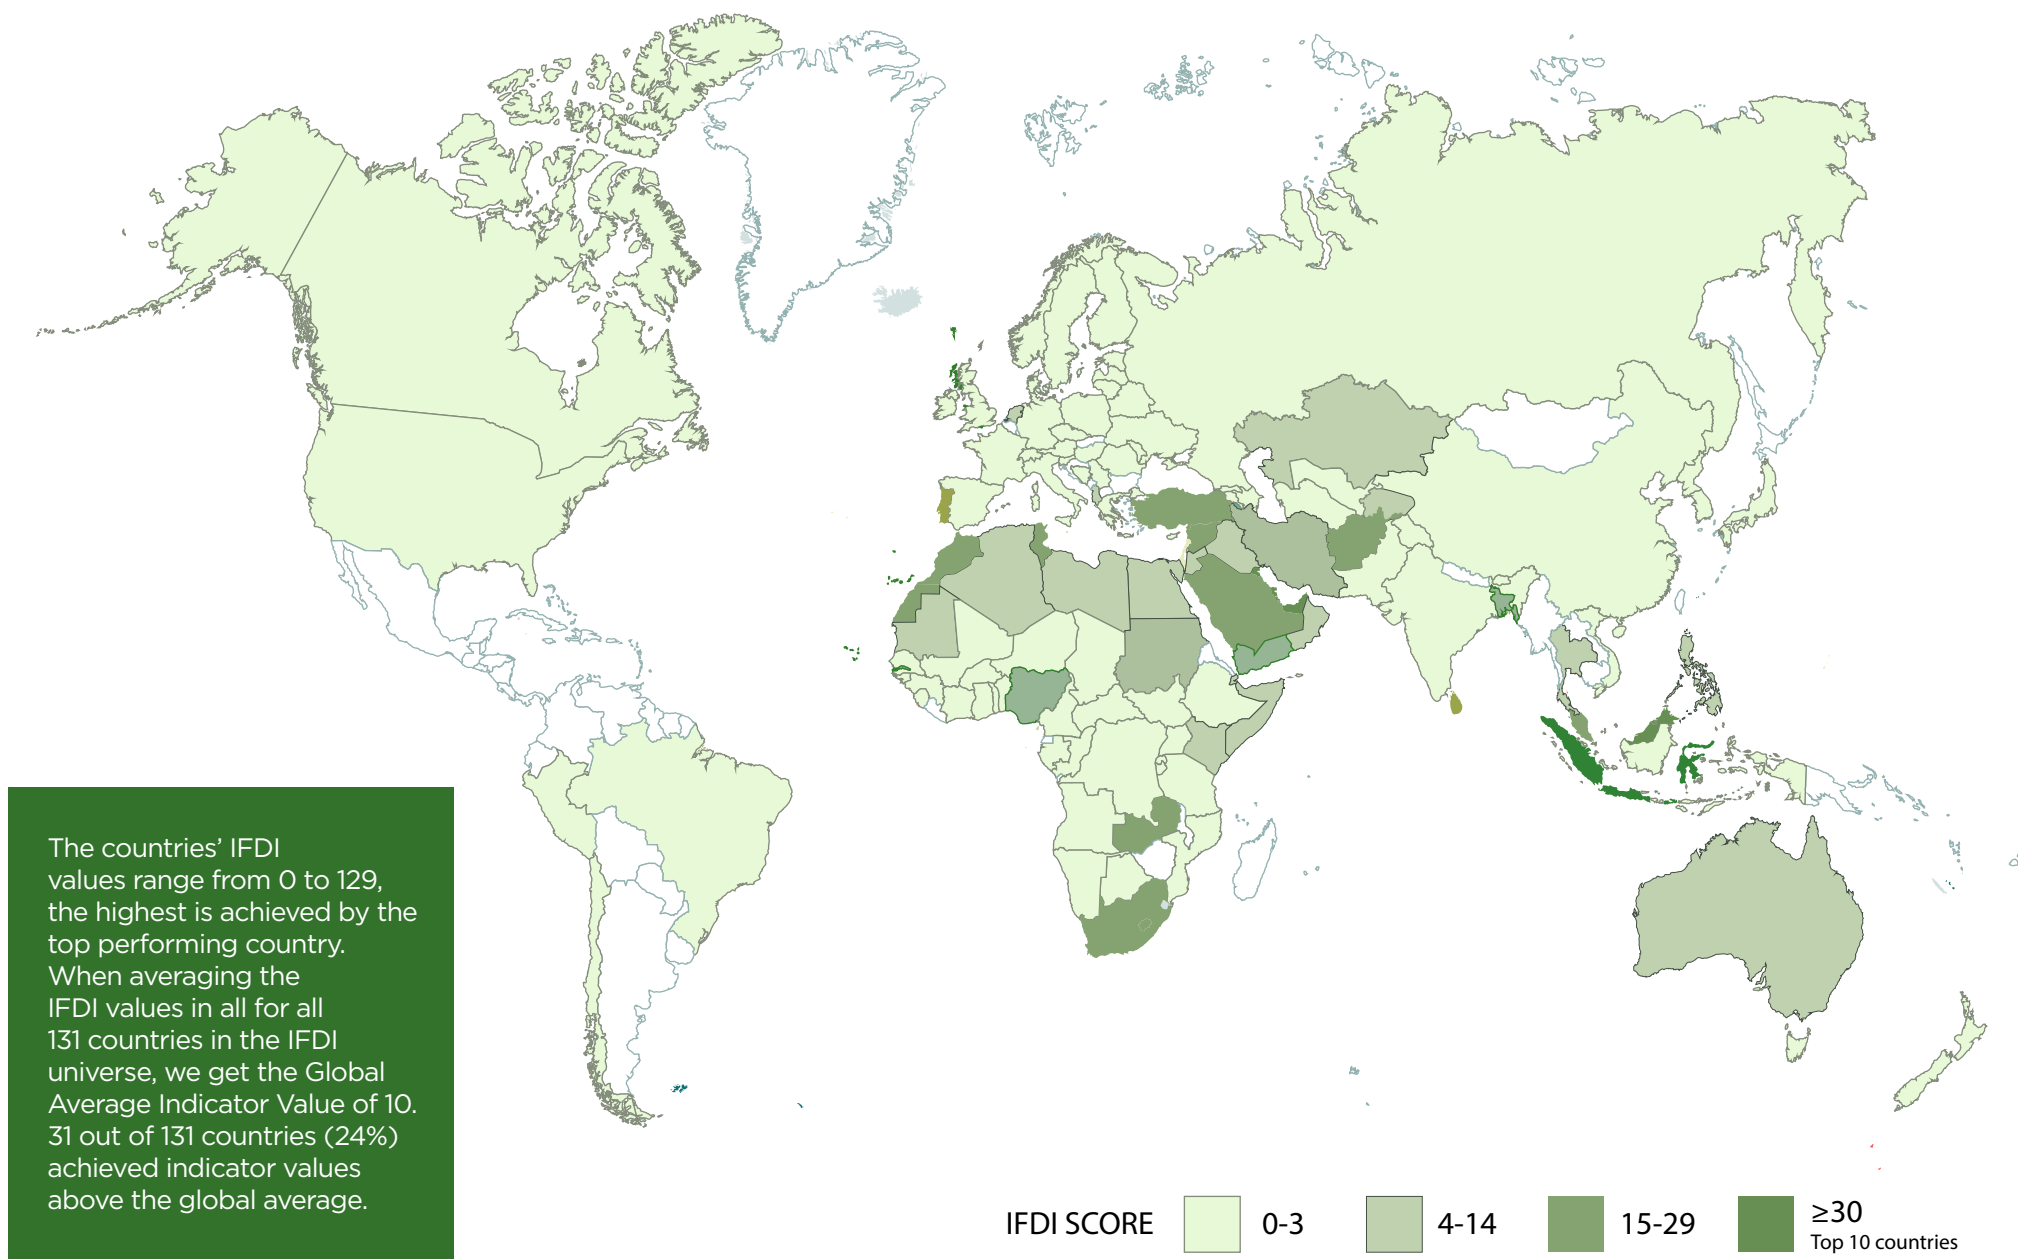 The countries’ IFDI
values range from 0 to 129,
the highest is achieved by the
top performing country.
When averaging the
IFDI values in all for all
131 countries in the IFDI
universe, we get the Global
Average Indicator Value of 10.
31 out of 131 countries (24%)
achieved indicator values
above the global average.
IFDI SCORE
0-3
4-14
15-29
≥30
Top 10 countries